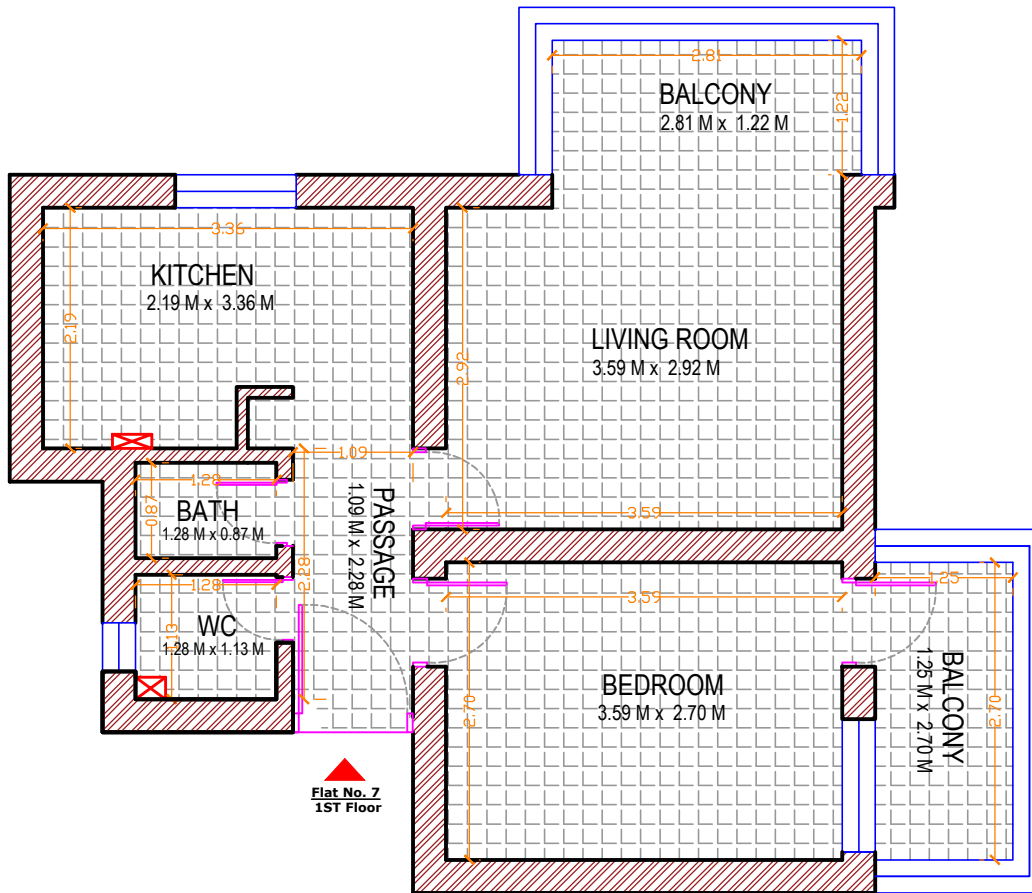 2.81
BALCONY
2.81 M x 1.22 M
1.22
3.36
KITCHEN
2.19 M x 3.36 M
2.19
2.92
LIVING ROOM
3.59 M x 2.92 M
3.59
1.09
PASSAGE
1.09 M x 2.28 M
2.28
1.28
BATH
1.28 M x 0.87 M
0.87
1.28
WC
1.28 M x 1.13 M
1.13
3.59
BEDROOM
3.59 M x 2.70 M
2.70
1.25
BALCONY
1.25 M x 2.70 M
2.70
Flat No. 7
1ST Floor